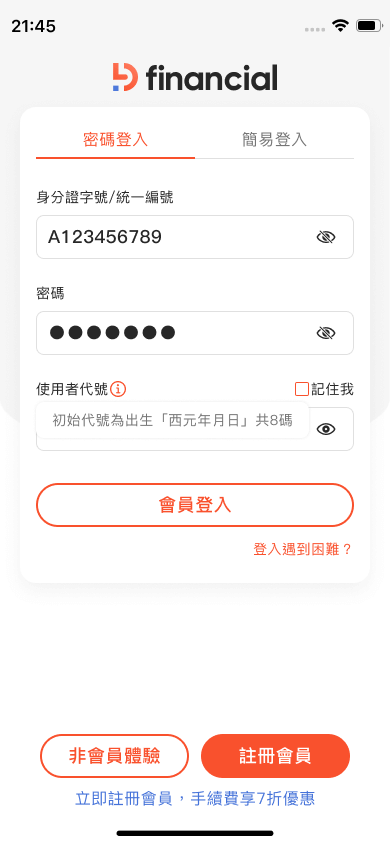 21:45
financial
密碼登入
簡易登入
身分證字號/統一編號
A123456789
密碼
使用者代號
記住我
初始代號為出生「西元年月日」共8碼
會員登入
登入遇到困難？
非會員體驗
註冊會員
立即註冊會員，手續費享7折優惠